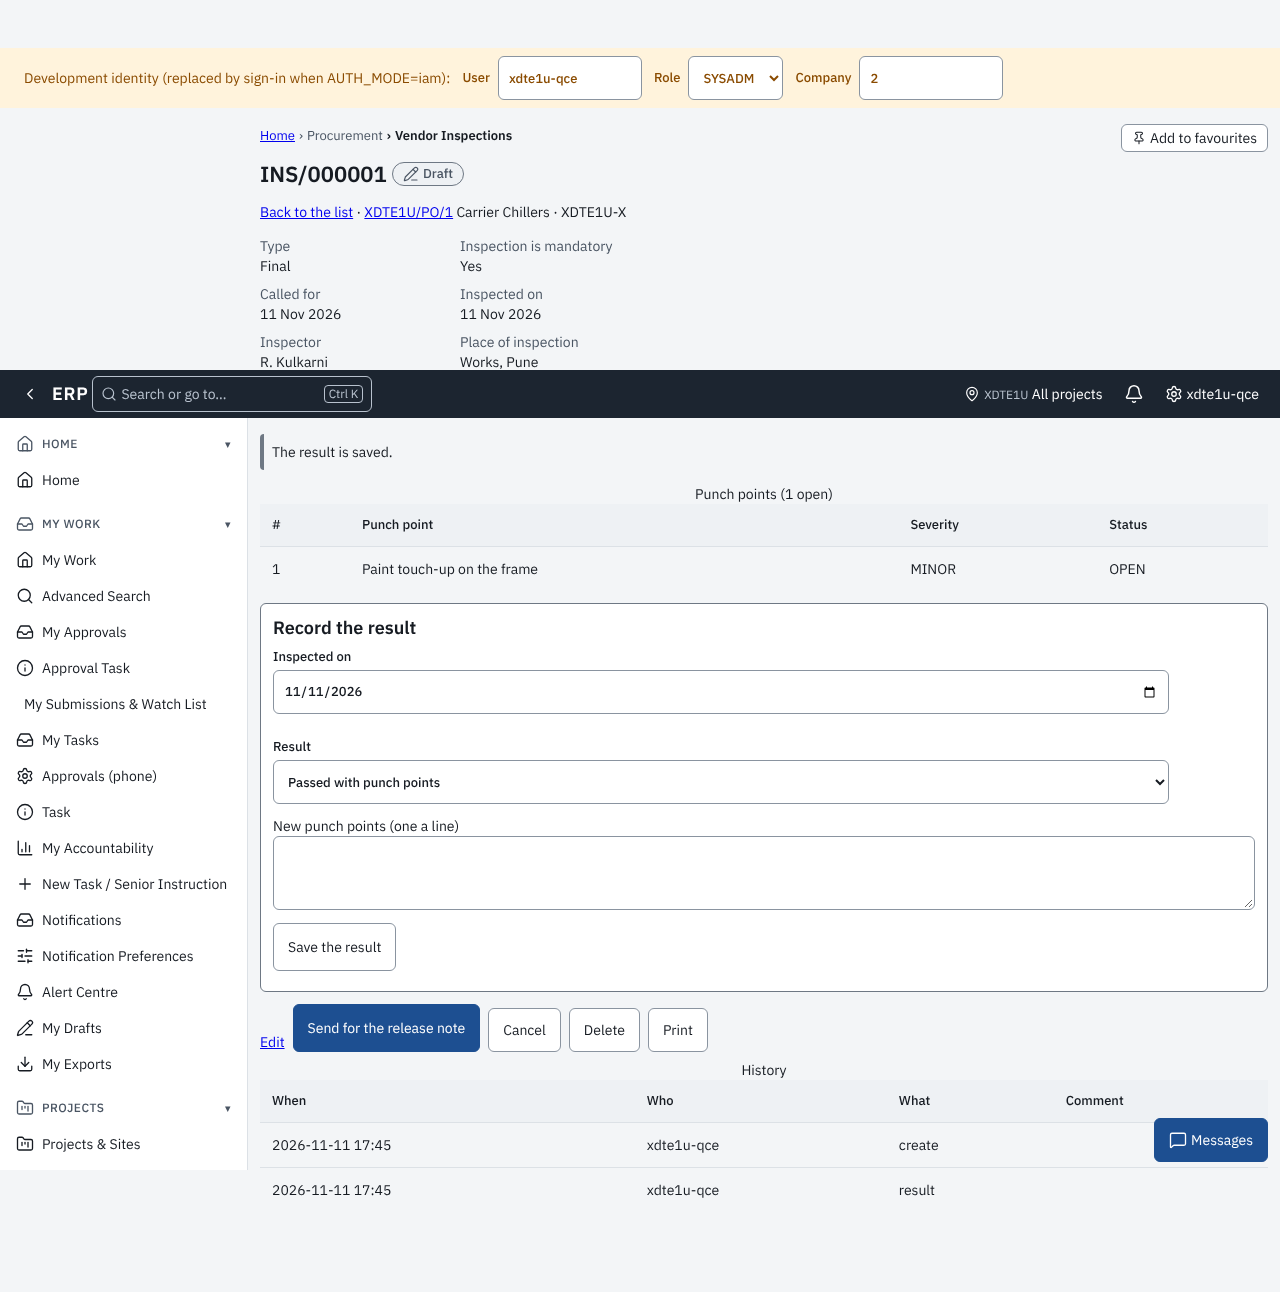 Development identity (replaced by sign-in when AUTH_MODE=iam): User xdte1u-qce Role SYSADM Company 2
Home › Procurement › Vendor Inspections
Add to favourites
INS/000001 Draft
Back to the list · XDTE1U/PO/1 Carrier Chillers · XDTE1U-X
Type Inspection is mandatory
Final Yes
Called for Inspected on
11 Nov 2026 11 Nov 2026
Inspector Place of inspection
R. Kulkarni Works, Pune
ERP Search or go to... Ctrl K XDTE1U All projects xdte1u-qce
HOME
Home
MY WORK
My Work
Advanced Search
My Approvals
Approval Task
My Submissions & Watch List
My Tasks
Approvals (phone)
Task
My Accountability
New Task / Senior Instruction
Notifications
Notification Preferences
Alert Centre
My Drafts
My Exports
PROJECTS
Projects & Sites
The result is saved.
Punch points (1 open)
# Punch point Severity Status
1 Paint touch-up on the frame MINOR OPEN
Record the result
Inspected on
11/11/2026
Result
Passed with punch points
New punch points (one a line)
Save the result
Edit Send for the release note Cancel Delete Print
History
When Who What Comment
2026-11-11 17:45 xdte1u-qce create
2026-11-11 17:45 xdte1u-qce result
Messages